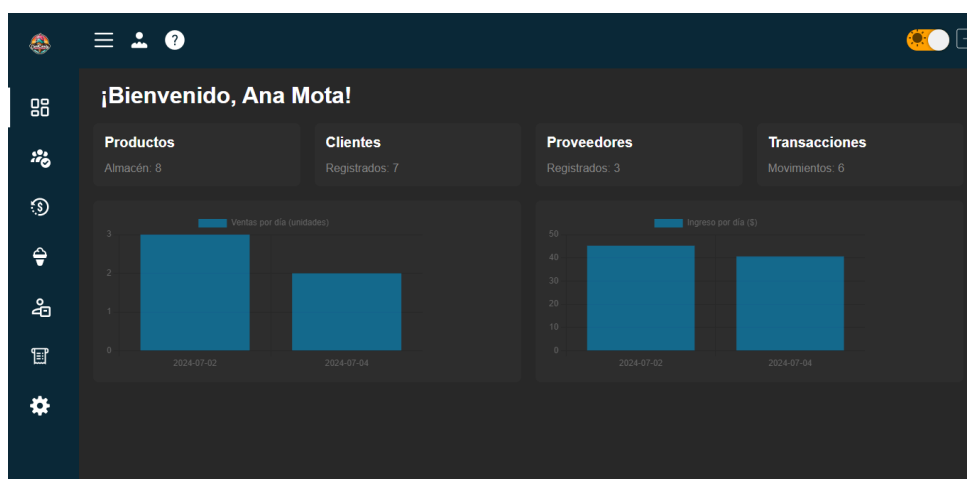 ¡Bienvenido, Ana Mota!
Productos
Almacén: 8
Clientes
Registrados: 7
Proveedores
Registrados: 3
Transacciones
Movimientos: 6
Ventas por día (unidades)
3
2
1
0
2024-07-02 2024-07-04
Ingreso por día ($)
50
40
30
20
10
0
2024-07-02 2024-07-04